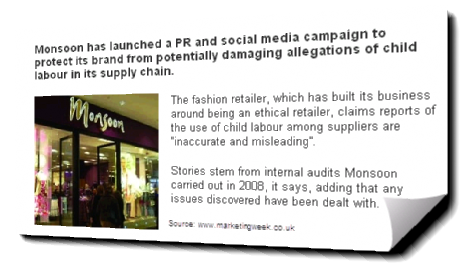 Monsoon has launched a PR and social media campaign to
protect its brand from potentially damaging allegations of child
labour in its supply chain.
Monsoon
The fashion retailer, which has built its business
around being an ethical retailer, claims reports of
the use of child labour among suppliers are
"inaccurate and misleading".
Stories stem from internal audits Monsoon
carried out in 2008, it says, adding that any
issues discovered have been dealt with.
Source: www.marketingweek.co.uk